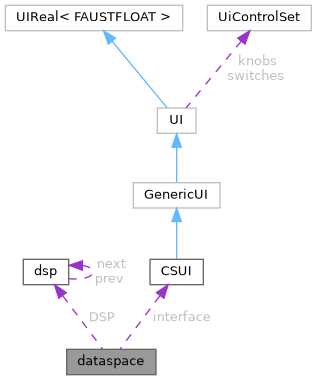 UIReal< FAUSTFLOAT >
UiControlSet
knobs
switches
UI
GenericUI
dsp
next
prev
CSUI
DSP
interface
dataspace